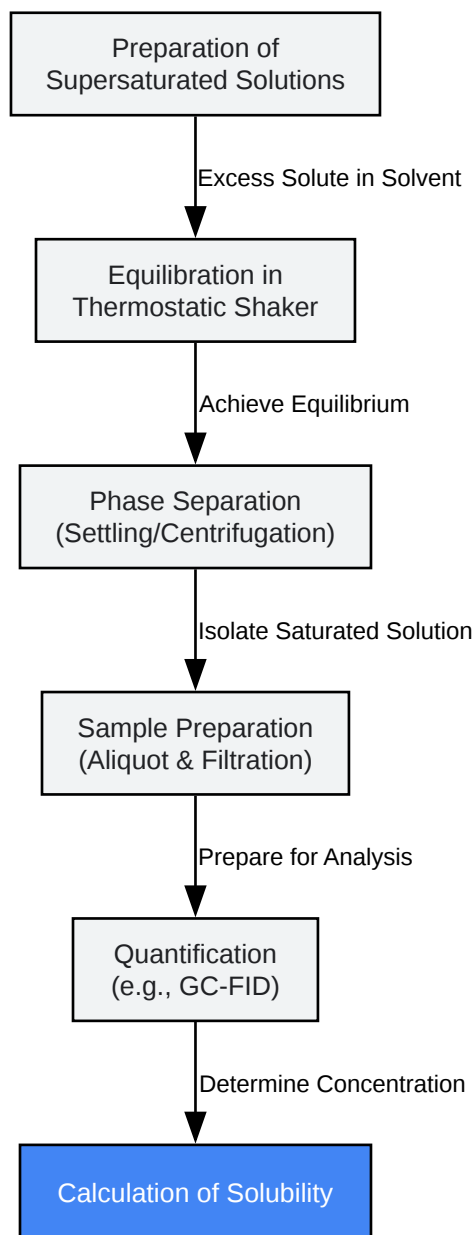 Preparation of
Supersaturated Solutions
Excess Solute in Solvent
Equilibration in
Thermostatic Shaker
Achieve Equilibrium
Phase Separation
(Settling/Centrifugation)
Isolate Saturated Solution
Sample Preparation
(Aliquot & Filtration)
Prepare for Analysis
Quantification
(e.g., GC-FID)
Determine Concentration
Calculation of Solubility